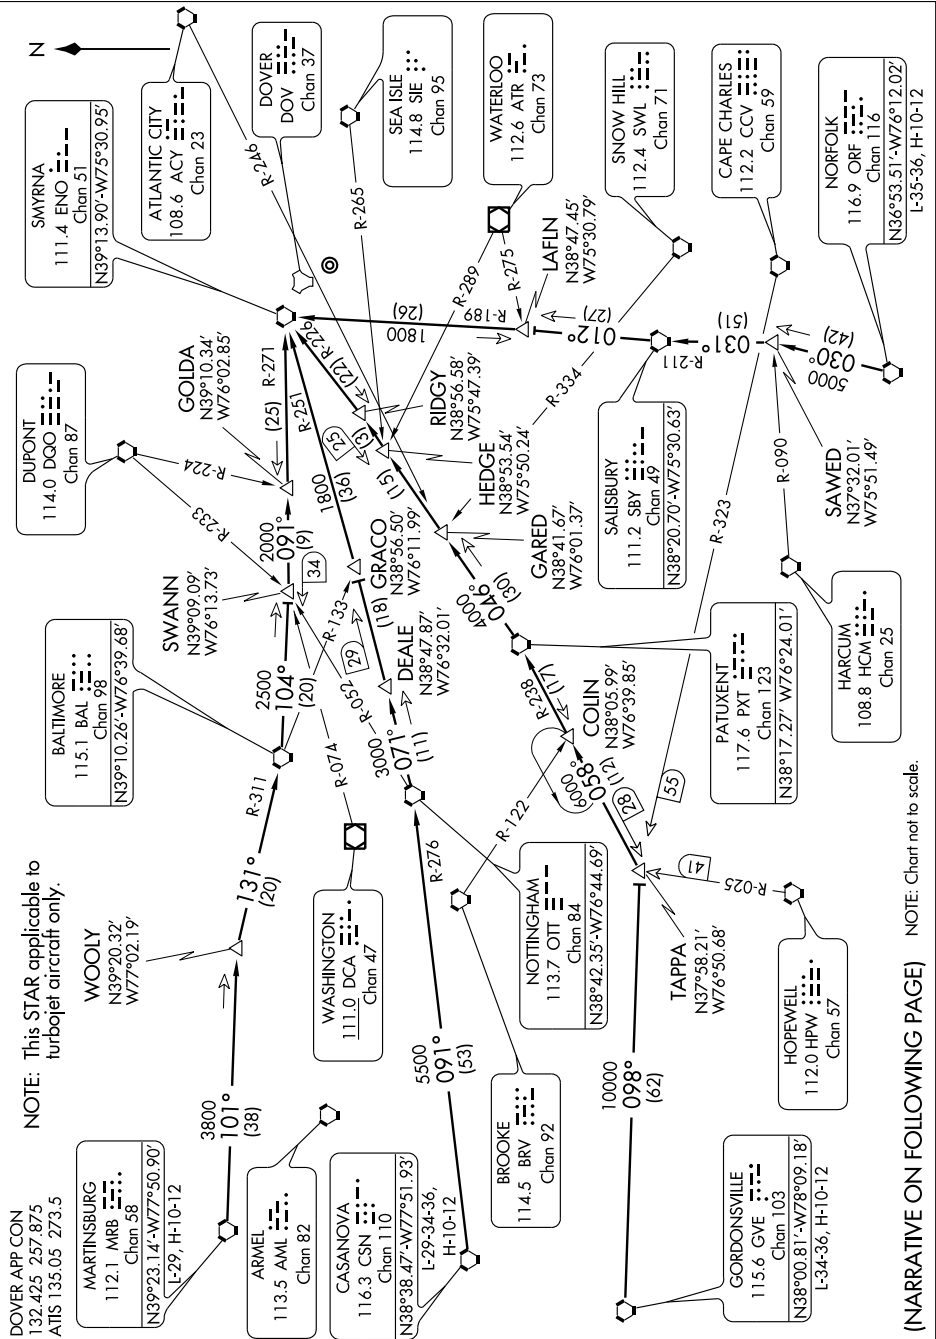 DOVER APP CON
132.425 257.875
ATIS 135.05 273.5
NOTE: This STAR applicable to
turbojet aircraft only.
N
MARTINSBURG
112.1 MRB
Chan 58
N39°23.14'-W77°50.90'
L-29, H-10-12
3800
101°
(38)
WOOLY
N39°20.32'
W77°02.19'
131°
(20)
R-311
BALTIMORE
115.1 BAL
Chan 98
N39°10.26'-W76°39.68'
2500
104°
(20)
SWANN
N39°09.09'
W76°13.73'
34
2000
091°
(9)
R-233
R-224
DUPONT
114.0 DQO
Chan 87
GOLDA
N39°10.34'
W76°02.85'
(25)
R-271
SMYRNA
111.4 ENO
Chan 51
N39°13.90'-W75°30.95'
ATLANTIC CITY
108.6 ACY
Chan 23
R-246
DOVER
DOV
Chan 37
SEA ISLE
114.8 SIE
Chan 95
R-265
WATERLOO
112.6 ATR
Chan 73
R-289
R-275
SNOW HILL
112.4 SWL
Chan 71
R-334
CAPE CHARLES
112.2 CCV
Chan 59
R-323
NORFOLK
116.9 ORF
Chan 116
N36°53.51'-W76°12.02'
L-35-36, H-10-12
5000
030°
(42)
SAWED
N37°32.01'
W75°51.49'
R-090
HARCUM
108.8 HCM
Chan 25
031°
(51)
R-211
SALISBURY
111.2 SBY
Chan 49
N38°20.70'-W75°30.63'
012°
(27)
LAFLN
N38°47.45'
W75°30.79'
1800
(26)
R-189
ARAMEL
113.5 AML
Chan 82
WASHINGTON
111.0 DCA
Chan 47
R-074
R-052
R-133
CASANOVA
116.3 CSN
Chan 110
N38°38.47'-W77°51.93'
L-29-34-36,
H-10-12
5500
091°
(53)
R-276
NOTTINGHAM
113.7 OTT
Chan 84
N38°42.35'-W76°44.69'
3000
071°
(11)
DEALE
N38°47.87'
W76°32.01'
29
(18)
GRACO
N38°56.50'
W76°11.99'
1800
(36)
R-251
GORDONSVILLE
115.6 GVE
Chan 103
N38°00.81'-W78°09.18'
L-34-36, H-10-12
10000
098°
(62)
TAPPA
N37°58.21'
W76°50.68'
HOPEWELL
112.0 HPW
Chan 57
R-025
41
55
28
BROOKE
114.5 BRV
Chan 92
R-122
6000
058°
(12)
COLIN
N38°05.99'
W76°39.85'
(17)
R-238
PATUXENT
117.6 PXT
Chan 123
N38°17.27' W76°24.01'
4000
046°
(30)
GARED
N38°41.67'
W76°01.37'
(15)
HEDGE
N38°53.54'
W75°50.24'
25
(3)
RIDGY
N38°56.58'
W75°47.39'
(22)
R-226
(NARRATIVE ON FOLLOWING PAGE)
NOTE: Chart not to scale.